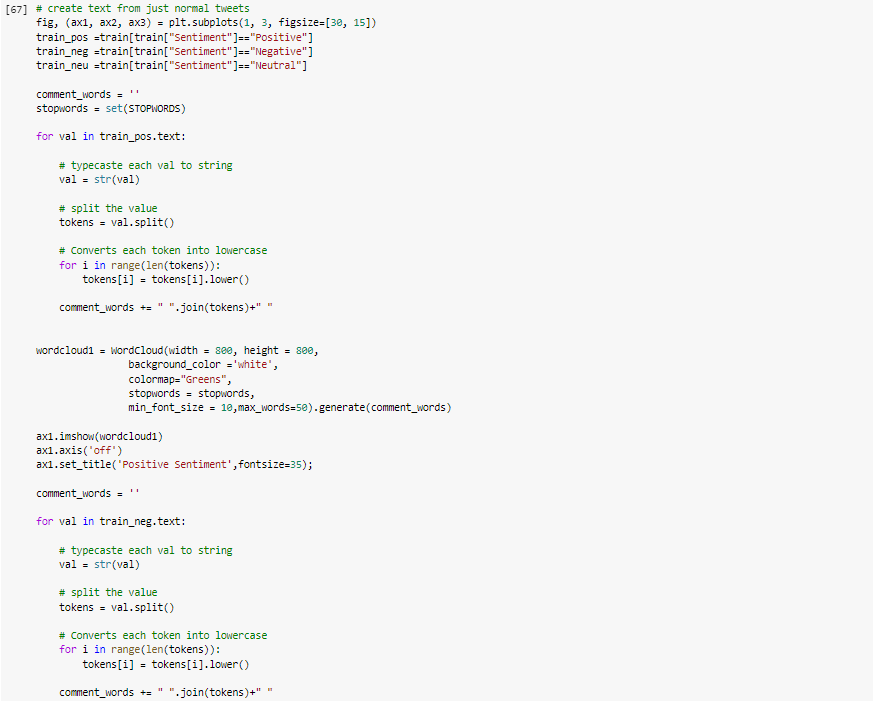 [67] # create text from just normal tweets
fig, (ax1, ax2, ax3) = plt.subplots(1, 3, figsize=[30, 15])
train_pos =train[train["Sentiment"]=="Positive"]
train_neg =train[train["Sentiment"]=="Negative"]
train_neu =train[train["Sentiment"]=="Neutral"]
comment_words = ''
stopwords = set(STOPWORDS)
for val in train_pos.text:
# typecaste each val to string
val = str(val)
# split the value
tokens = val.split()
# Converts each token into lowercase
for i in range(len(tokens)):
tokens[i] = tokens[i].lower()
comment_words += " ".join(tokens)+" "
wordcloud1 = WordCloud(width = 800, height = 800,
background_color ='white',
colormap="Greens",
stopwords = stopwords,
min_font_size = 10,max_words=50).generate(comment_words)
ax1.imshow(wordcloud1)
ax1.axis('off')
ax1.set_title('Positive Sentiment',fontsize=35);
comment_words = ''
for val in train_neg.text:
# typecaste each val to string
val = str(val)
# split the value
tokens = val.split()
# Converts each token into lowercase
for i in range(len(tokens)):
tokens[i] = tokens[i].lower()
comment_words += " ".join(tokens)+" "